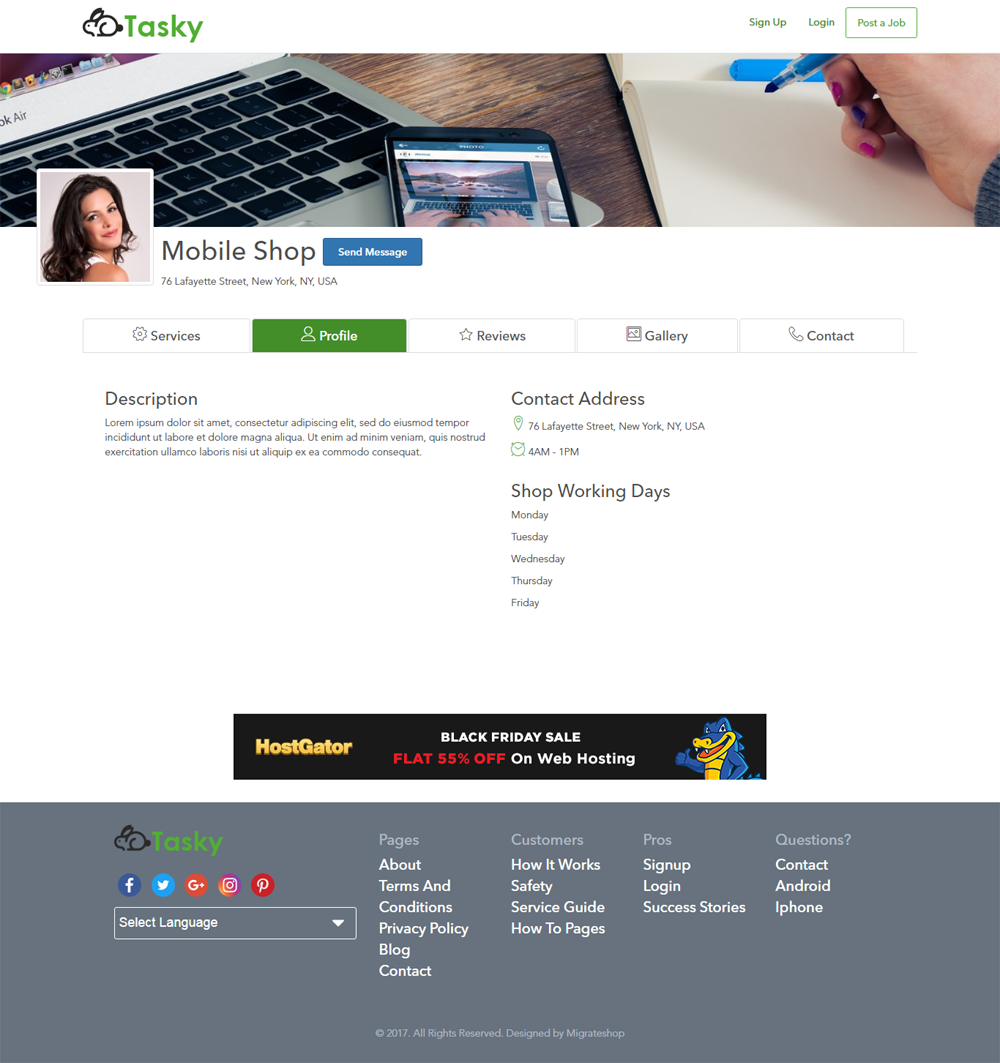 Tasky
Sign Up
Login
Post a Job
ok Air
PHOTO
Mobile Shop
Send Message
76 Lafayette Street, New York, NY, USA
Services
Profile
Reviews
Gallery
Contact
Description
Lorem ipsum dolor sit amet, consectetur adipiscing elit, sed do eiusmod tempor
incididunt ut labore et dolore magna aliqua. Ut enim ad minim veniam, quis nostrud
exercitation ullamco laboris nisi ut aliquip ex ea commodo consequat.
Contact Address
76 Lafayette Street, New York, NY, USA
4AM - 1PM
Shop Working Days
Monday
Tuesday
Wednesday
Thursday
Friday
HostGator
BLACK FRIDAY SALE
FLAT 55% OFF On Web Hosting
Tasky
Select Language
Pages
About
Terms And
Conditions
Privacy Policy
Blog
Contact
Customers
How It Works
Safety
Service Guide
How To Pages
Pros
Signup
Login
Success Stories
Questions?
Contact
Android
Iphone
© 2017. All Rights Reserved. Designed by Migrateshop